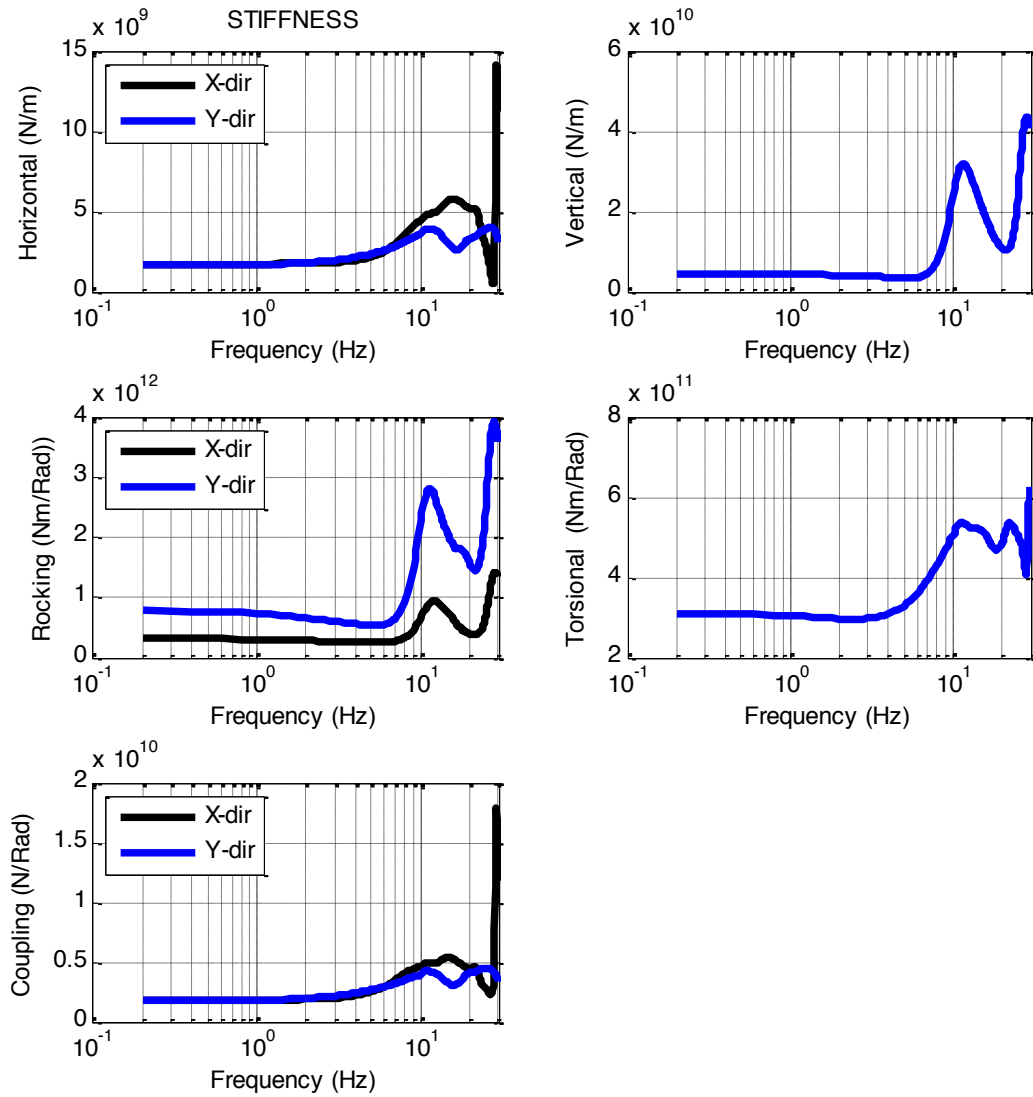 STIFFNESS
x 10^9
15
10
5
0
Horizontal (N/m)
X-dir
Y-dir
10^-1 10^0 10^1
Frequency (Hz)
x 10^10
6
4
2
0
Vertical (N/m)
10^-1 10^0 10^1
Frequency (Hz)
x 10^12
4
3
2
1
0
Rocking (Nm/Rad))
X-dir
Y-dir
10^-1 10^0 10^1
Frequency (Hz)
x 10^11
8
6
4
2
Torsional (Nm/Rad)
10^-1 10^0 10^1
Frequency (Hz)
x 10^10
2
1.5
1
0.5
0
Coupling (N/Rad)
X-dir
Y-dir
10^-1 10^0 10^1
Frequency (Hz)